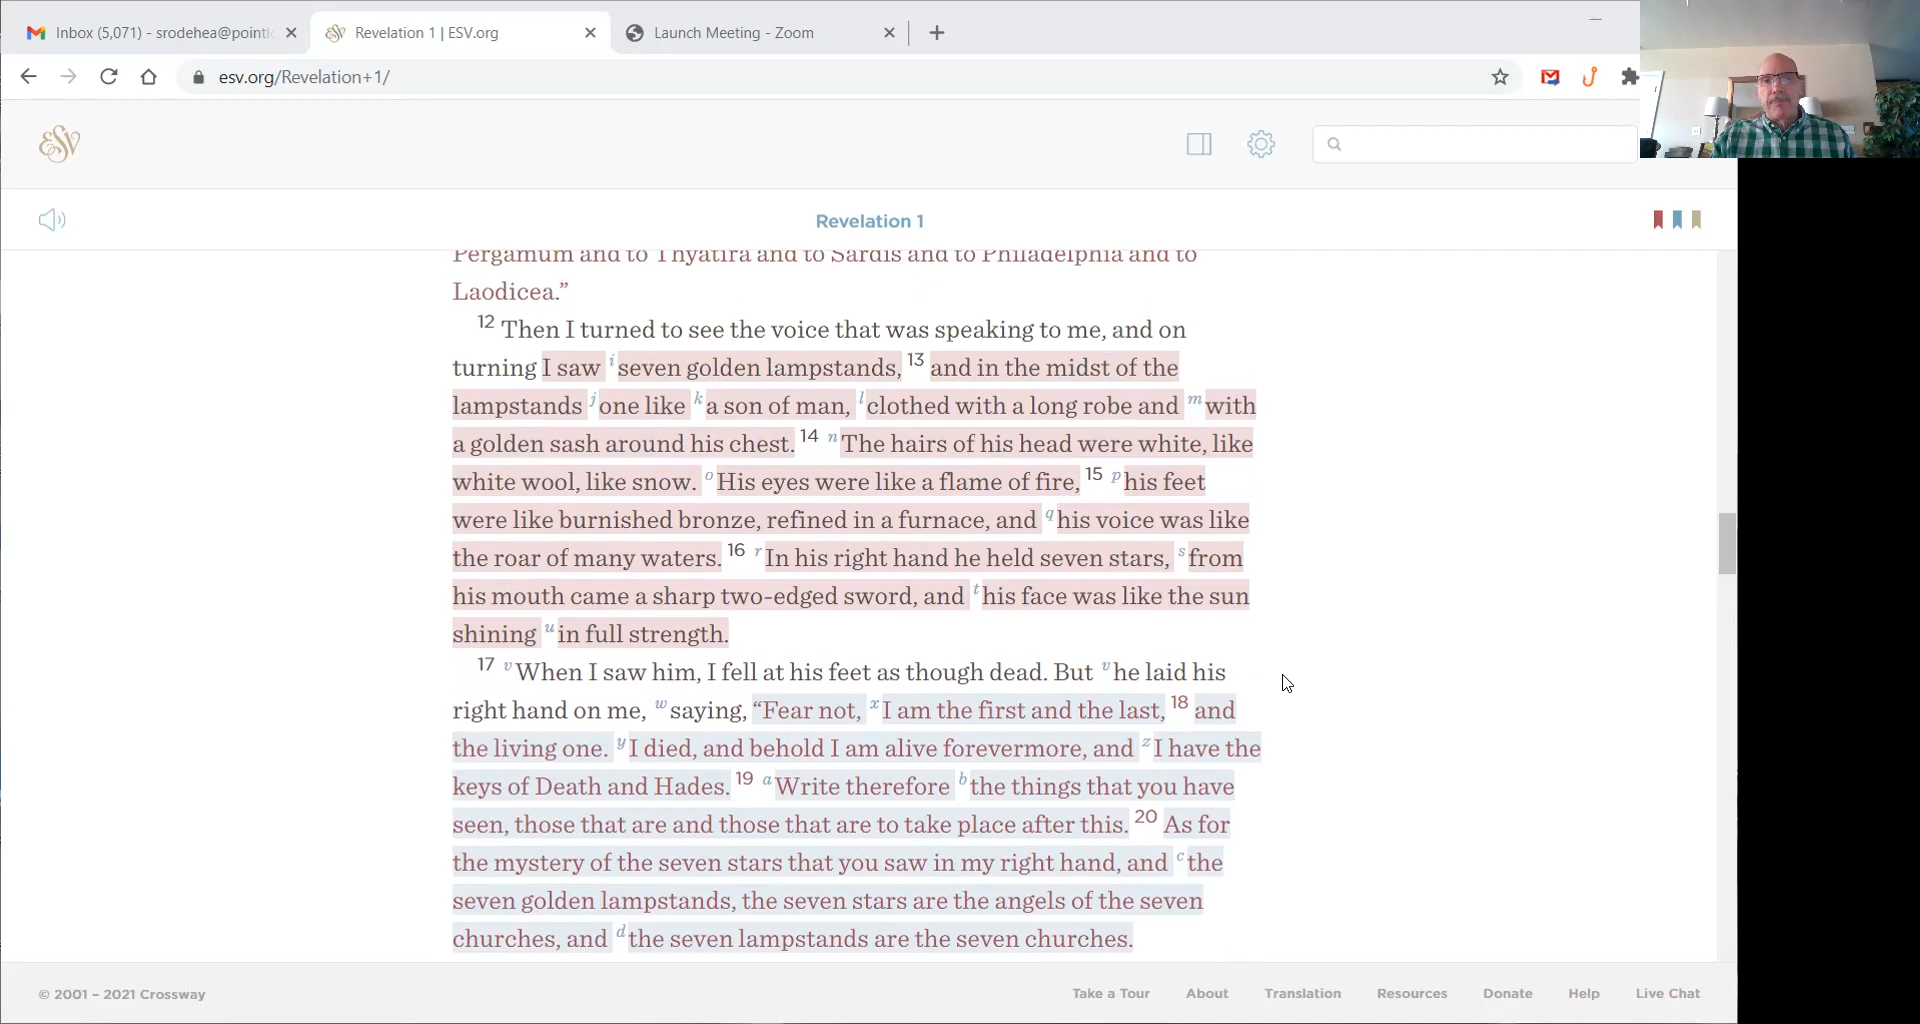 Inbox (5,071) - srodehea@pointl
Revelation 1 | ESV.org
Launch Meeting - Zoom
esv.org/Revelation+1/
ESV
Revelation 1
Pergamum and to Thyatira and to Sardis and to Philadelphia and to
Laodicea.”
12 Then I turned to see the voice that was speaking to me, and on
turning I saw i seven golden lampstands, 13 and in the midst of the
lampstands j one like k a son of man, l clothed with a long robe and m with
a golden sash around his chest. 14 n The hairs of his head were white, like
white wool, like snow. o His eyes were like a flame of fire, 15 p his feet
were like burnished bronze, refined in a furnace, and q his voice was like
the roar of many waters. 16 r In his right hand he held seven stars, s from
his mouth came a sharp two-edged sword, and t his face was like the sun
shining u in full strength.
17 v When I saw him, I fell at his feet as though dead. But v he laid his
right hand on me, w saying, “Fear not, x I am the first and the last, 18 and
the living one. y I died, and behold I am alive forevermore, and z I have the
keys of Death and Hades. 19 a Write therefore b the things that you have
seen, those that are and those that are to take place after this. 20 As for
the mystery of the seven stars that you saw in my right hand, and c the
seven golden lampstands, the seven stars are the angels of the seven
churches, and d the seven lampstands are the seven churches.
© 2001 – 2021 Crossway
Take a Tour About Translation Resources Donate Help Live Chat